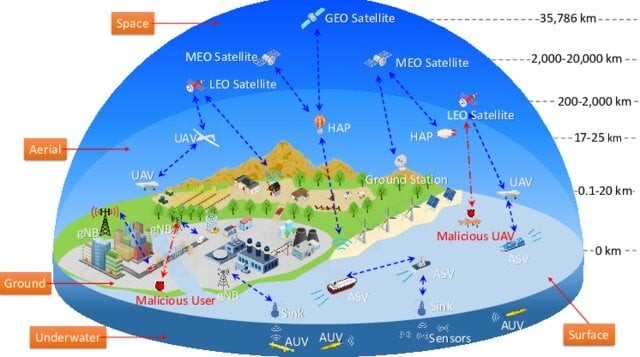 Space
GEO Satellite
35,786 km
MEO Satellite
MEO Satellite
2,000-20,000 km
LEO Satellite
200-2,000 km
LEO Satellite
HAP
HAP
17-25 km
UAV
Aerial
Ground Station
UAV
UAV
0.1-20 km
gNB
gNB
Malicious UAV
ASV
0 km
Ground
ASV
ASV
Malicious User
gNB
Sink
Sink
Underwater
AUV
AUV
Sensors
AUV
Surface